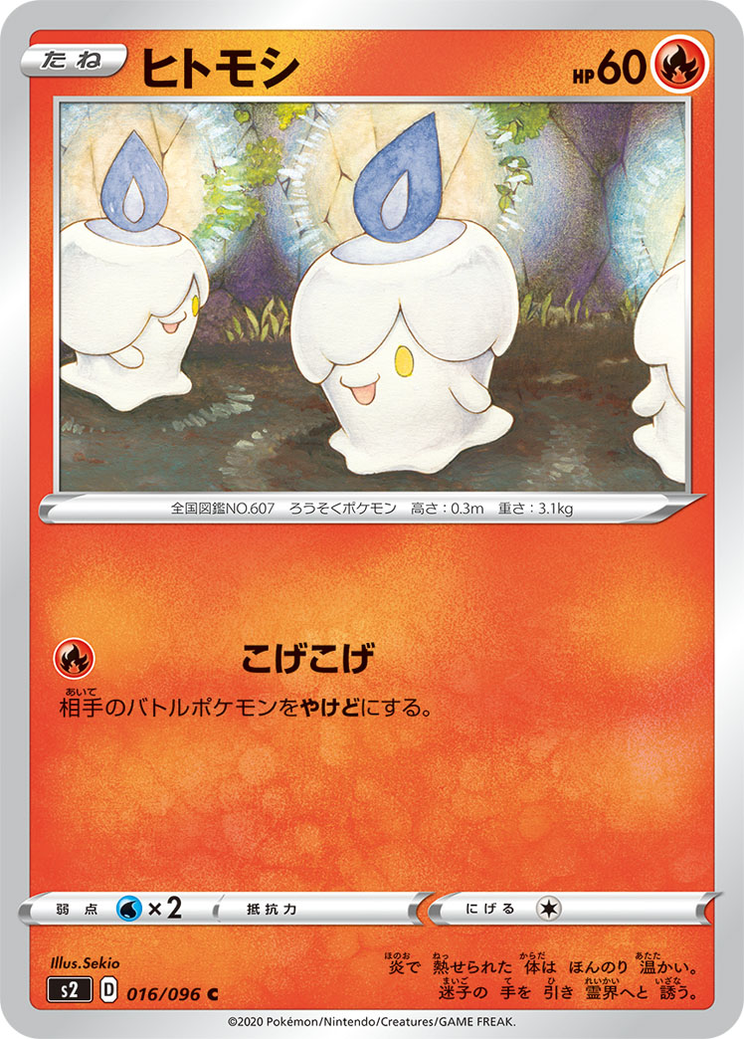 たね ヒトモシ HP60
全国図鑑NO.607 ろうそくポケモン 高さ:0.3m 重さ:3.1kg
こげこげ
あいて
相手のバトルポケモンをやけどにする。
弱点 ×2 抵抗力 にげる
Illus.Sekio
ほのお ねっ からだ あたた
炎で 熱せられた 体は ほんのり 温かい。
まいご て ひ れいかい いざな
迷子の 手を 引き 霊界へと 誘う。
s2 D 016/096 C
©2020 Pokémon/Nintendo/Creatures/GAME FREAK.